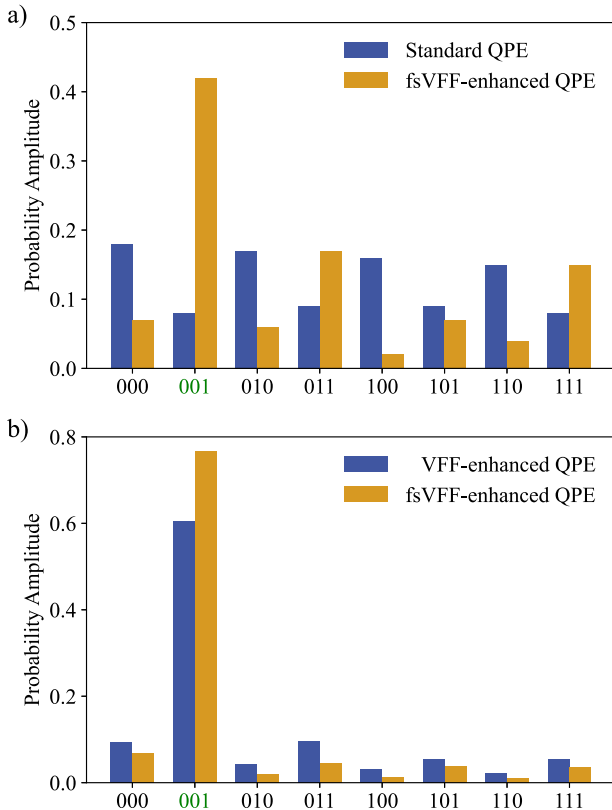 a)
Probability Amplitude
0.5
0.4
0.3
0.2
0.1
0.0
Standard QPE
fsVFF-enhanced QPE
000 001 010 011 100 101 110 111
b)
Probability Amplitude
0.8
0.6
0.4
0.2
0.0
VFF-enhanced QPE
fsVFF-enhanced QPE
000 001 010 011 100 101 110 111